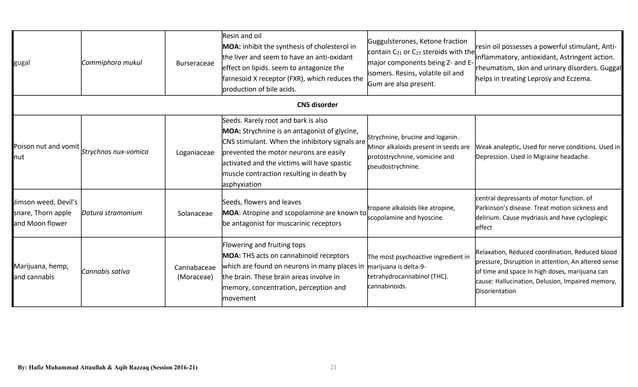 gugal
Commiphora mukul
Burseraceae
Resin and oil
MOA: inhibit the synthesis of cholesterol in
the liver and seem to have an anti-oxidant
effect on lipids. seem to antagonize the
farnesoid X receptor (FXR), which reduces the
production of bile acids.
Guggulsterones, Ketone fraction
contain C21 or C27 steroids with the
major components being Z- and E-
isomers. Resins, volatile oil and
Gum are also present.
resin oil possesses a powerful stimulant, Anti-
inflammatory, antioxidant, Astringent action.
rheumatism, skin and urinary disorders. Guggal
helps in treating Leprosy and Eczema.
CNS disorder
Poison nut and vomit
nut
Strychnos nux-vomica
Loganiaceae
Seeds. Rarely root and bark is also
MOA: Strychnine is an antagonist of glycine,
CNS stimulant. When the inhibitory signals are
prevented the motor neurons are easily
activated and the victims will have spastic
muscle contraction resulting in death by
asphyxiation
Strychnine, brucine and loganin.
Minor alkaloids present in seeds are
protostrychnine, vomicine and
pseudostrychnine.
Weak analeptic, Used for nerve conditions. Used in
Depression. Used in Migraine headache.
Jimson weed, Devil's
snare, Thorn apple
and Moon flower
Datura stramonium
Solanaceae
Seeds, flowers and leaves
MOA: Atropine and scopolamine are known to
be antagonist for muscarinic receptors
tropane alkaloids like atropine,
scopolamine and hyoscine.
central depressants of motor function. of
Parkinson's disease. Treat motion sickness and
delirium. Cause mydriasis and have cycloplegic
effect
Marijuana, hemp,
and cannabis
Cannabis sativa
Cannabaceae
(Moraceae)
Flowering and fruiting tops
MOA: THS acts on cannabinoid receptors
which are found on neurons in many places in
the brain. These brain areas involve in
memory, concentration, perception and
movement
The most psychoactive ingredient in
marijuana is delta-9-
tetrahydrocannabinol (THC).
cannabinoids.
Relaxation, Reduced coordination, Reduced blood
pressure, Disruption in attention, An altered sense
of time and space In high doses, marijuana can
cause: Hallucination, Delusion, Impaired memory,
Disorientation
By: Hafiz Muhammad Attaullah & Aqib Razzaq (Session 2016-21)
21